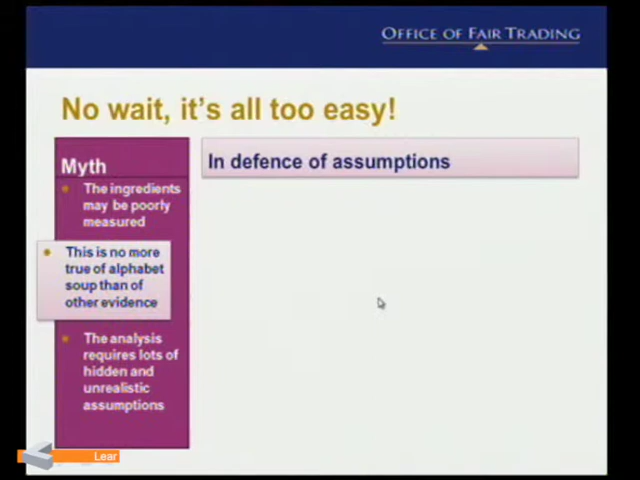 OFFICE OF FAIR TRADING
No wait, it's all too easy!
Myth
The ingredients
may be poorly
measured
This is no more
true of alphabet
soup than of
other evidence
The analysis
requires lots of
hidden and
unrealistic
assumptions
In defence of assumptions
Lear